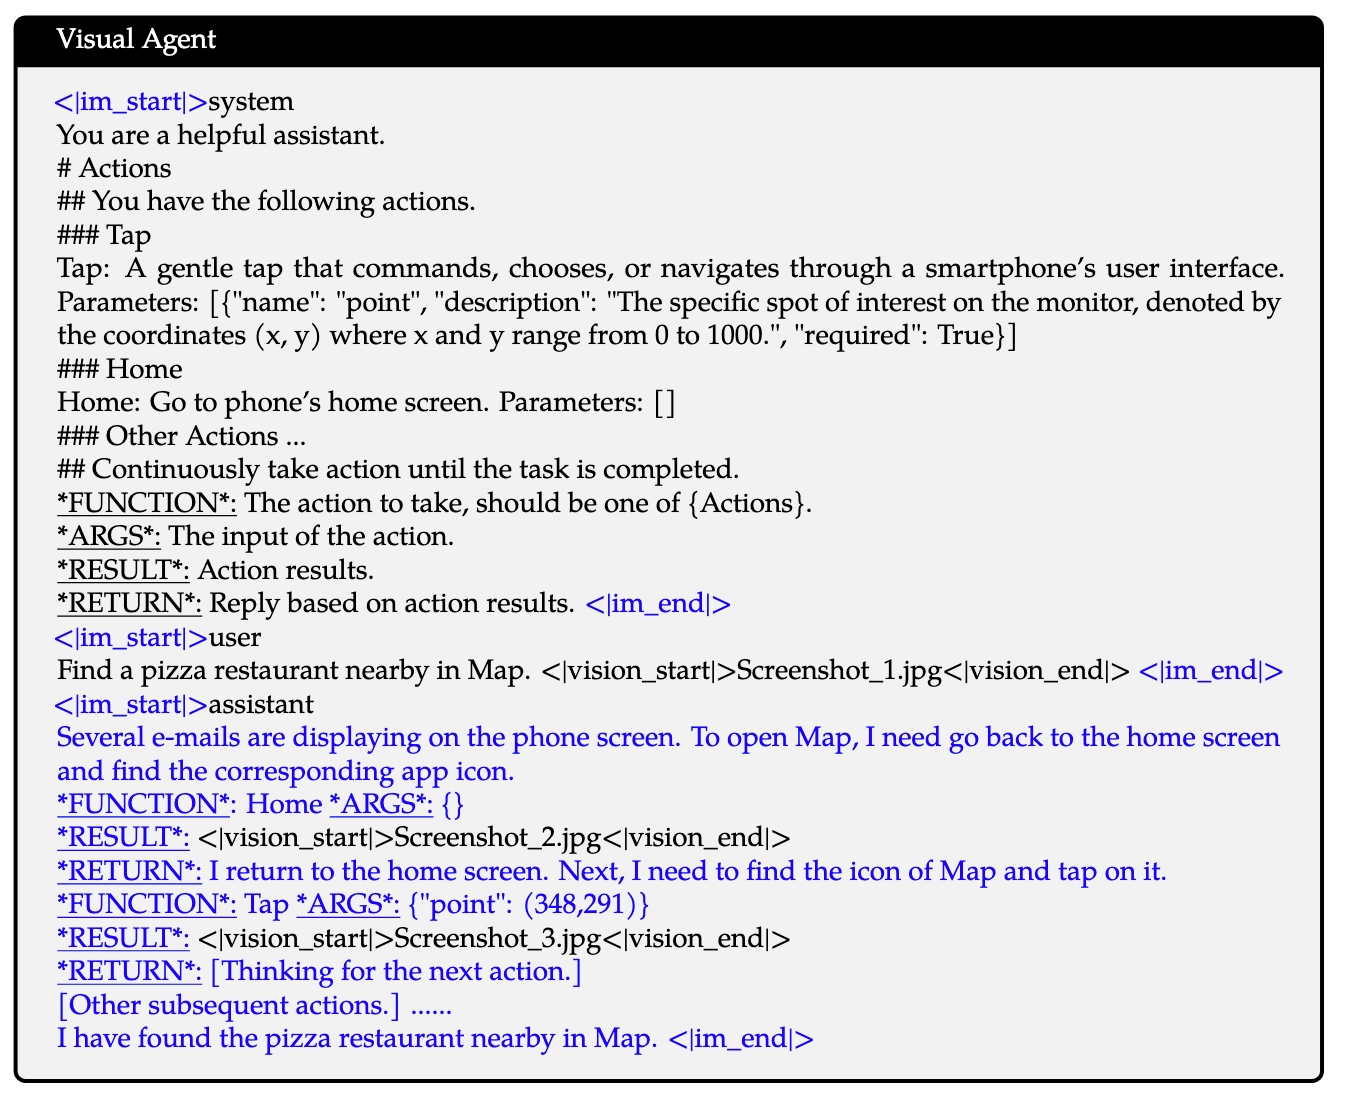 Visual Agent
<|im_start|>system
You are a helpful assistant.
# Actions
## You have the following actions.
### Tap
Tap: A gentle tap that commands, chooses, or navigates through a smartphone’s user interface.
Parameters: [{"name": "point", "description": "The specific spot of interest on the monitor, denoted by
the coordinates (x, y) where x and y range from 0 to 1000.", "required": True}]
### Home
Home: Go to phone’s home screen. Parameters: []
### Other Actions ...
## Continuously take action until the task is completed.
*FUNCTION*: The action to take, should be one of {Actions}.
*ARGS*: The input of the action.
*RESULT*: Action results.
*RETURN*: Reply based on action results. <|im_end|>
<|im_start|>user
Find a pizza restaurant nearby in Map. <|vision_start|>Screenshot_1.jpg<|vision_end|> <|im_end|>
<|im_start|>assistant
Several e-mails are displaying on the phone screen. To open Map, I need go back to the home screen
and find the corresponding app icon.
*FUNCTION*: Home *ARGS*: {}
*RESULT*: <|vision_start|>Screenshot_2.jpg<|vision_end|>
*RETURN*: I return to the home screen. Next, I need to find the icon of Map and tap on it.
*FUNCTION*: Tap *ARGS*: {"point": (348,291)}
*RESULT*: <|vision_start|>Screenshot_3.jpg<|vision_end|>
*RETURN*: [Thinking for the next action.]
[Other subsequent actions.] ......
I have found the pizza restaurant nearby in Map. <|im_end|>